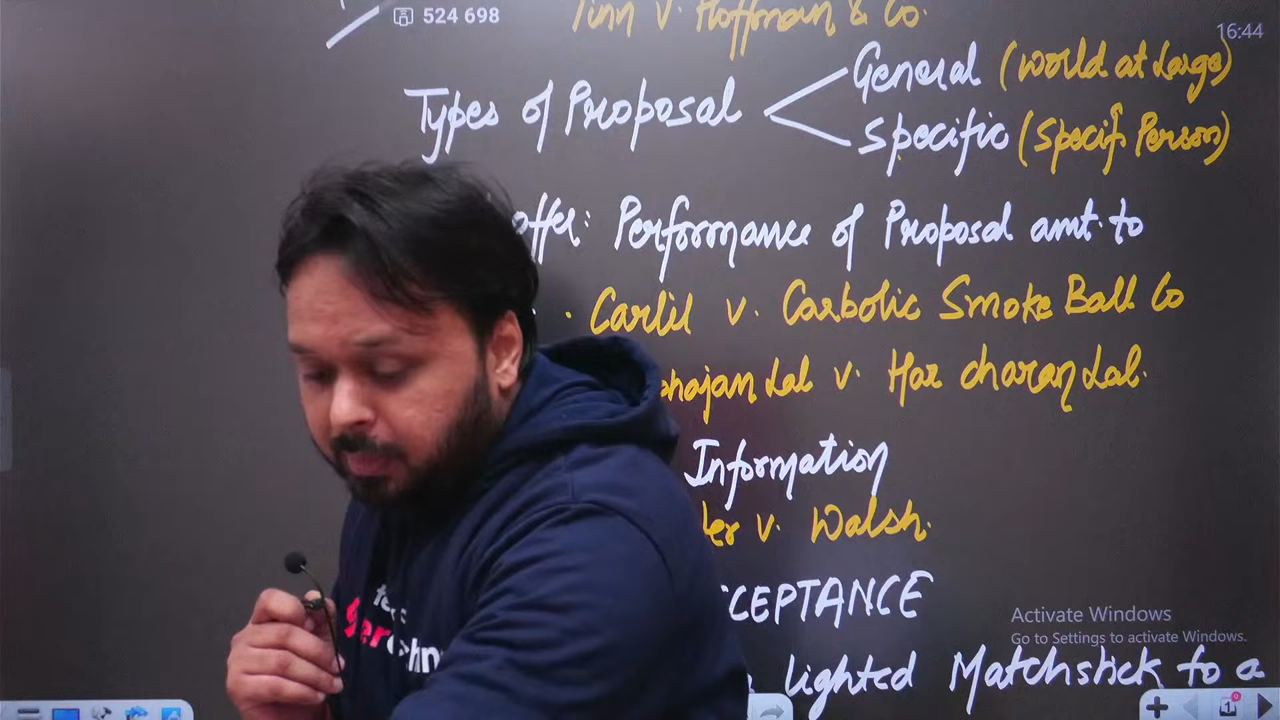 Tinn v. Hoffman & Co.
524 698
16:44
Types of Proposal
General (World at Large)
Specific (Specif. Person)
offer: Performance of Proposal amt. to
Carlil v. Carbolic Smoke Ball Co
v. Har charan Lal.
Information
v. Walsh.
CCEPTANCE
Activate Windows
Go to Settings to activate Windows.
lighted Matchstick to a
1